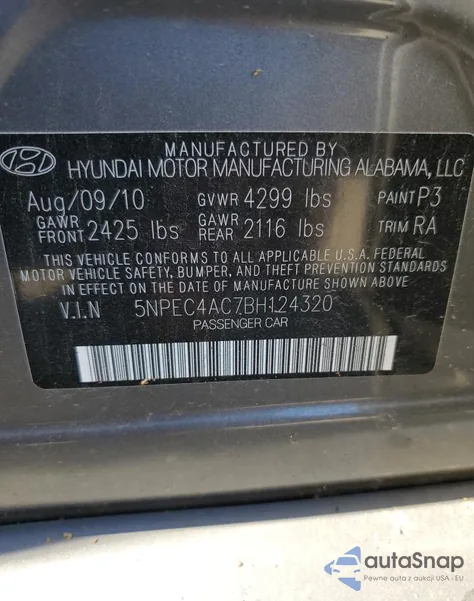 MANUFACTURED BY
HYUNDAI MOTOR MANUFACTURING ALABAMA, LLC
Aug/09/10 GVWR 4299 lbs PAINT P3
GAWR FRONT 2425 lbs GAWR REAR 2116 lbs TRIM RA
THIS VEHICLE CONFORMS TO ALL APPLICABLE U.S.A. FEDERAL
MOTOR VEHICLE SAFETY, BUMPER, AND THEFT PREVENTION STANDARDS
IN EFFECT ON THE DATE OF MANUFACTURE SHOWN ABOVE.
V.I.N 5NPEC4AC7BH124320
PASSENGER CAR
autoSnap
Pewne auta z aukcji USA i EU